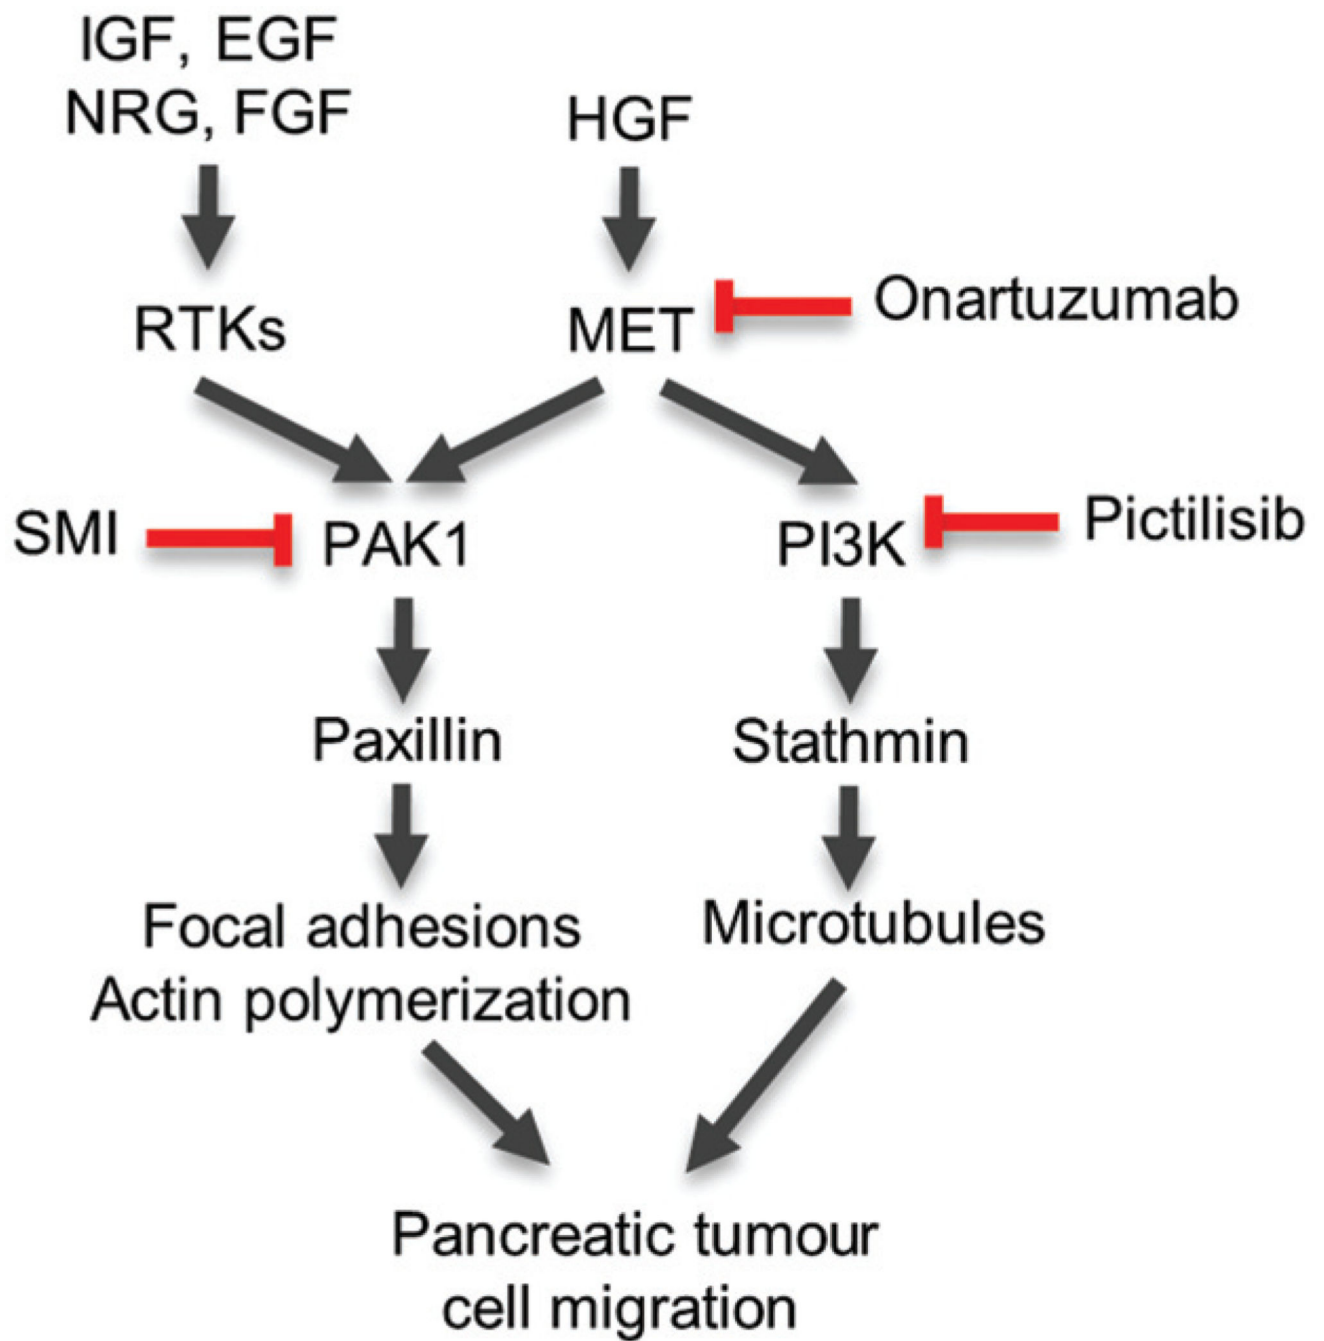 IGF, EGF
NRG, FGF
HGF
RTKs
MET
Onartuzumab
SMI
PAK1
PI3K
Pictilisib
Paxillin
Stathmin
Focal adhesions
Actin polymerization
Microtubules
Pancreatic tumour
cell migration